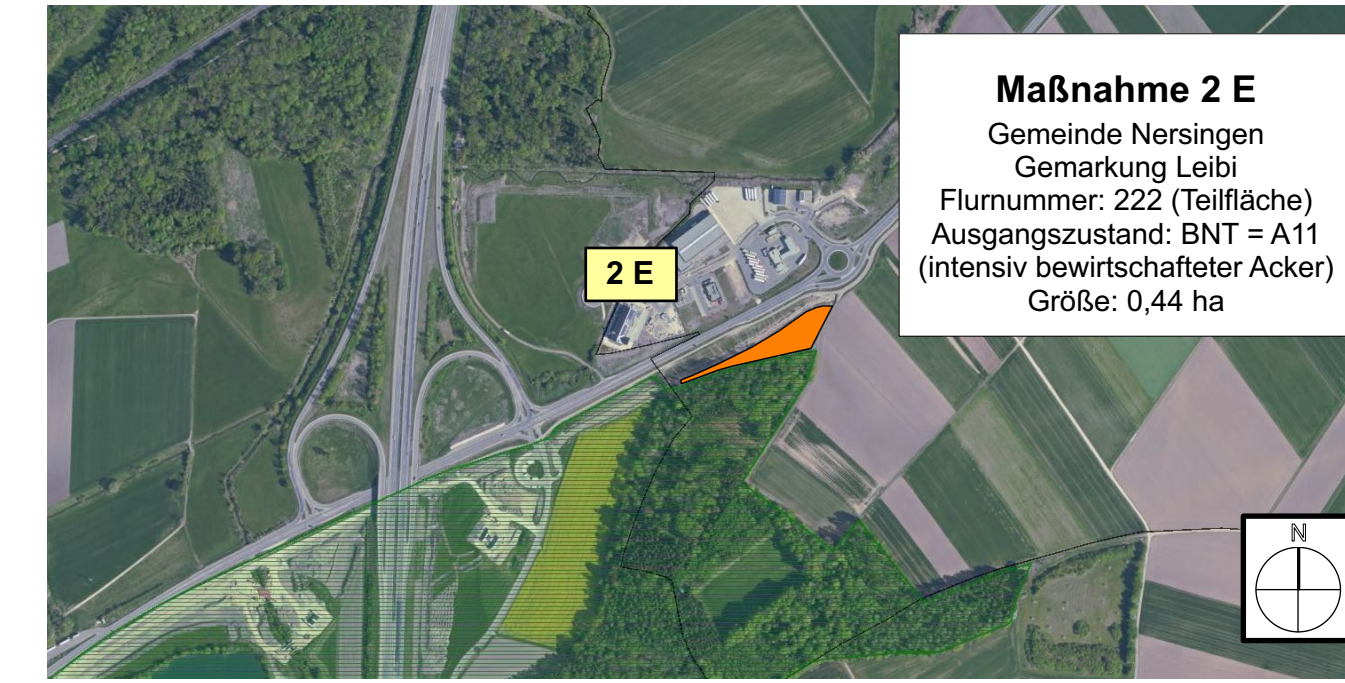 Maßnahme 2 E
Gemeinde Nersingen
Gemarkung Leibi
Flurnummer: 222 (Teilfläche)
Ausgangszustand: BNT = A11
(intensiv bewirtschafteter Acker)
Größe: 0,44 ha
2 E
N